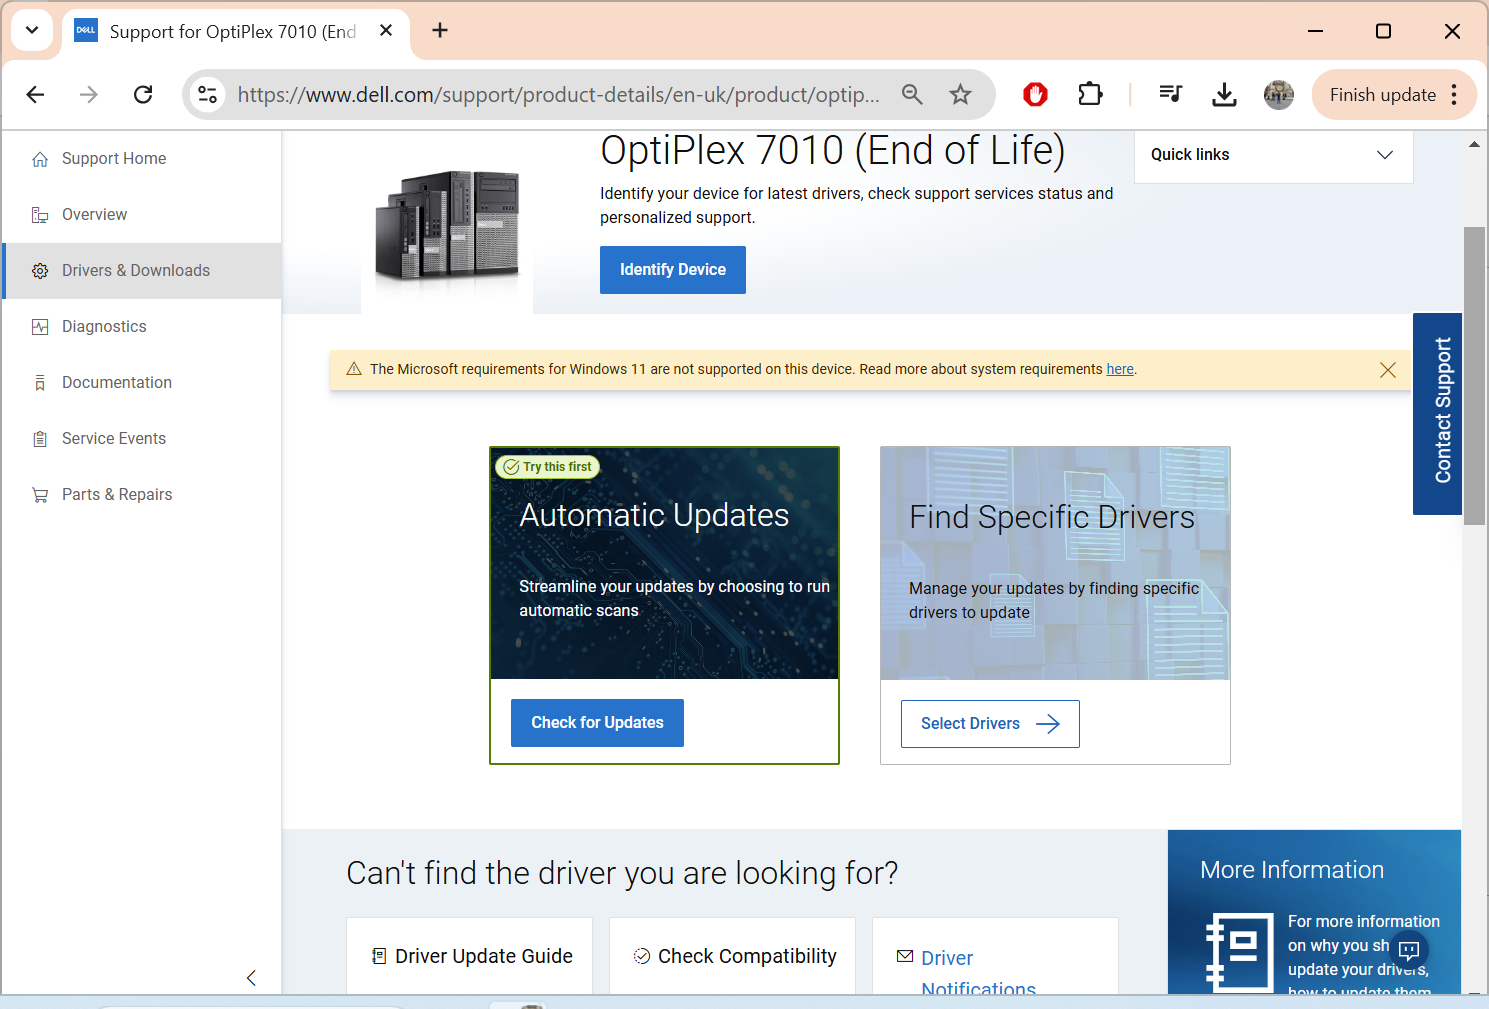 DELL
Support for OptiPlex 7010 (End
https://www.dell.com/support/product-details/en-uk/product/optip...
Finish update
Support Home
Overview
Drivers & Downloads
Diagnostics
Documentation
Service Events
Parts & Repairs
OptiPlex 7010 (End of Life)
Identify your device for latest drivers, check support services status and
personalized support.
Identify Device
Quick links
The Microsoft requirements for Windows 11 are not supported on this device. Read more about system requirements here.
Contact Support
Try this first
Automatic Updates
Streamline your updates by choosing to run
automatic scans
Check for Updates
Find Specific Drivers
Manage your updates by finding specific
drivers to update
Select Drivers
Can't find the driver you are looking for?
Driver Update Guide
Check Compatibility
Driver
Notifications
More Information
For more information
on why you sh
update your drivers,
how to update them